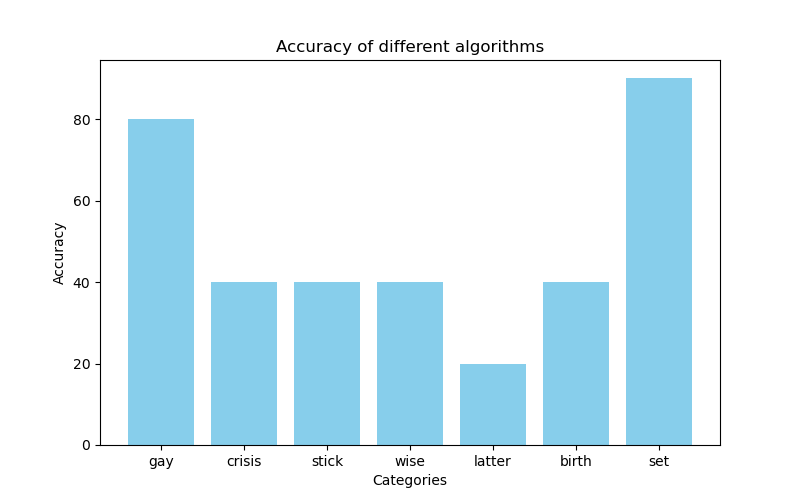 Accuracy of different algorithms
Accuracy
80
60
40
20
0
gay crisis stick wise latter birth set
Categories